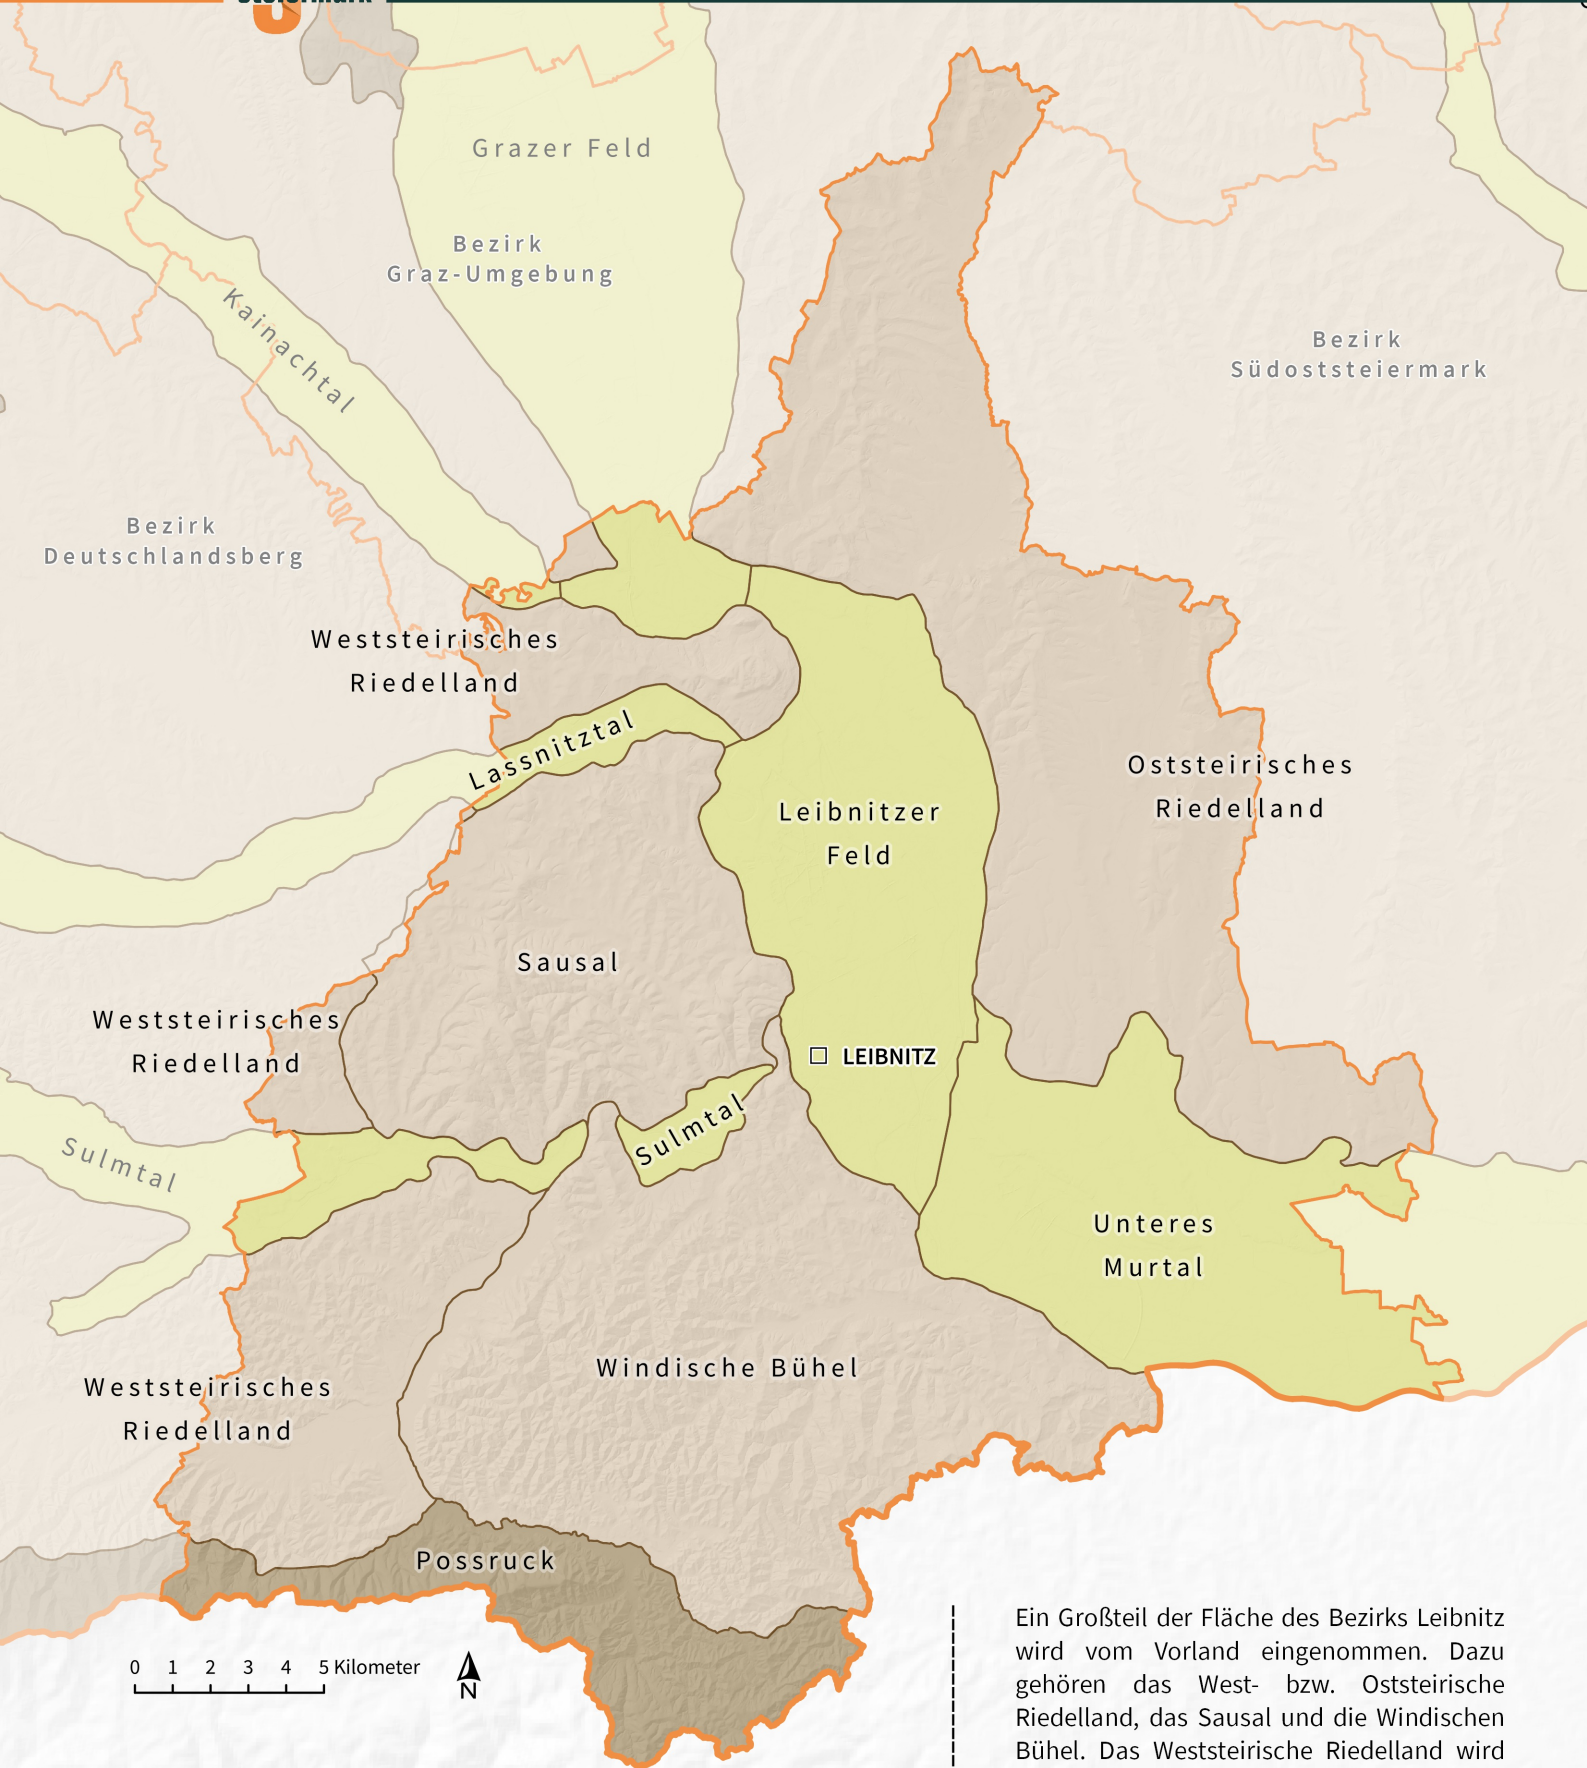 Grazer Feld
Bezirk
Graz-Umgebung
Kainachtal
Bezirk
Südoststeiermark
Bezirk
Deutschlandsberg
Weststeirisches
Riedelland
Lassnitztal
Oststeirisches
Riedelland
Leibnitzer
Feld
Sausal
Weststeirisches
Riedelland
LEIBNITZ
Sulmtal
Sulmtal
Unteres
Murtal
Windische Bühel
Weststeirisches
Riedelland
Possruck
0 1 2 3 4 5 Kilometer
N
Ein Großteil der Fläche des Bezirks Leibnitz
wird vom Vorland eingenommen. Dazu
gehören das West- bzw. Oststeirische
Riedelland, das Sausal und die Windischen
Bühel. Das Weststeirische Riedelland wird